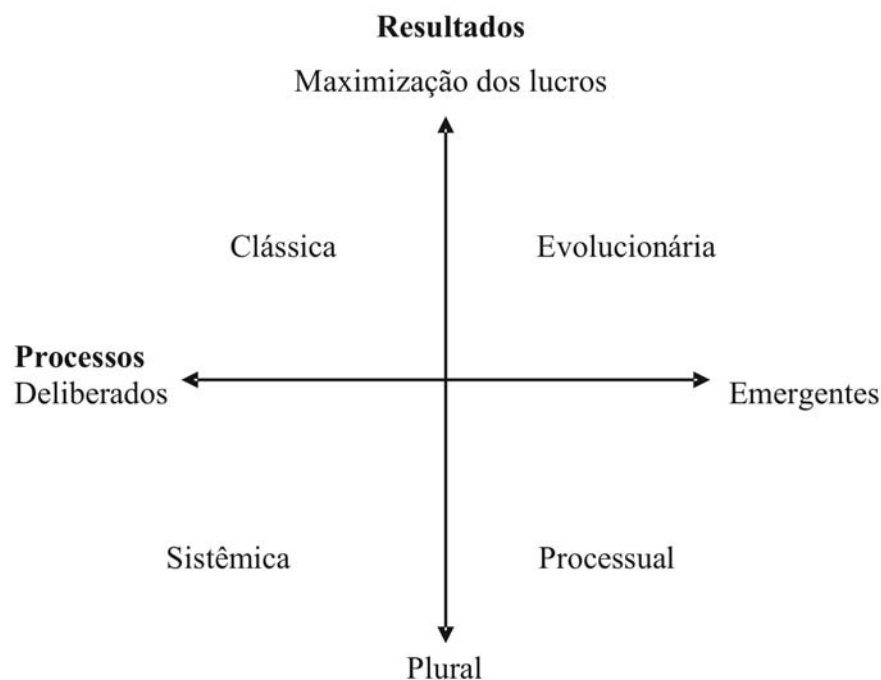 Resultados
Maximização dos lucros
Clássica
Evolucionária
Processos
Deliberados
Emergentes
Sistêmica
Processual
Plural